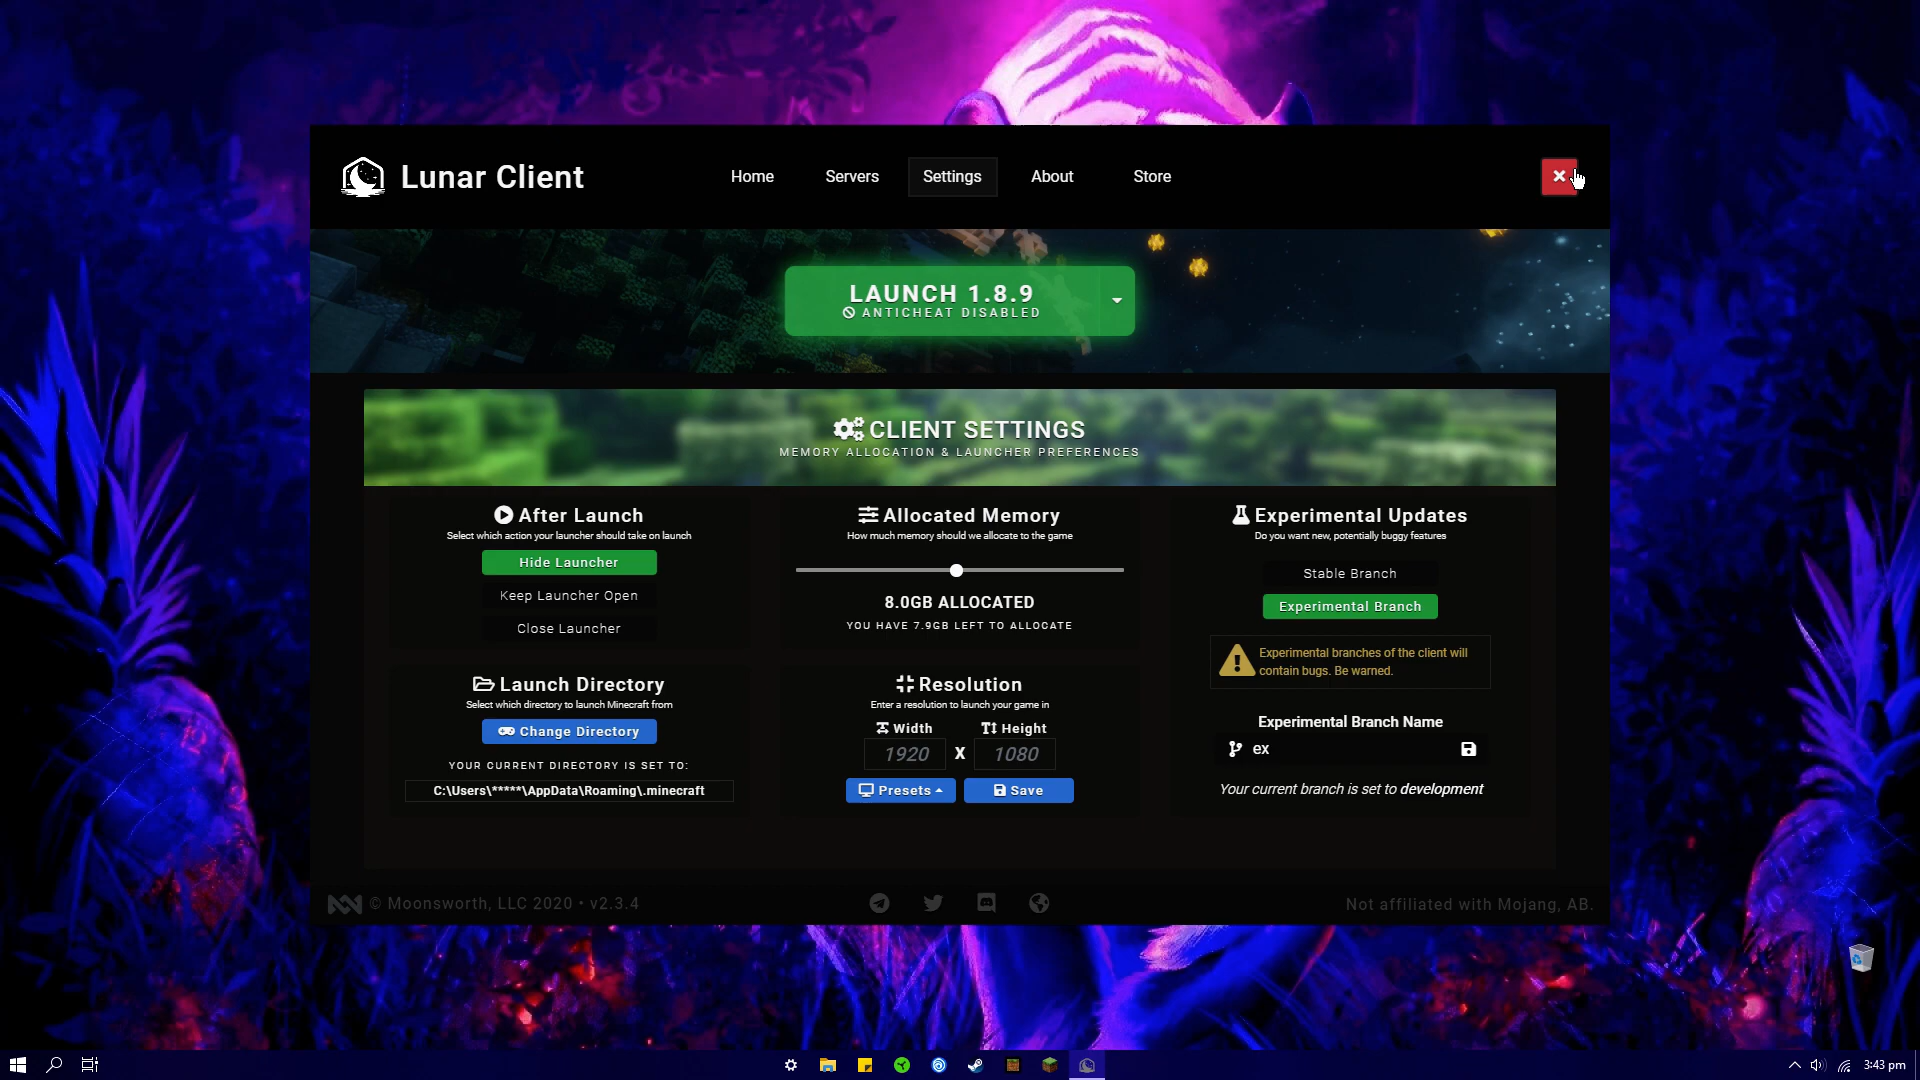 Lunar Client
Home
Servers
Settings
About
Store
LAUNCH 1.8.9
ANTICHEAT DISABLED
CLIENT SETTINGS
MEMORY ALLOCATION & LAUNCHER PREFERENCES
After Launch
Select which action your launcher should take on launch
Hide Launcher
Keep Launcher Open
Close Launcher
Allocated Memory
How much memory should we allocate to the game
8.0GB ALLOCATED
YOU HAVE 7.9GB LEFT TO ALLOCATE
Experimental Updates
Do you want new, potentially buggy features
Stable Branch
Experimental Branch
Experimental branches of the client will
contain bugs. Be warned.
Launch Directory
Select which directory to launch Minecraft from
Change Directory
YOUR CURRENT DIRECTORY IS SET TO:
C:\Users\*****\AppData\Roaming\.minecraft
Resolution
Enter a resolution to launch your game in
Width
Height
1920 X 1080
Presets
Save
Experimental Branch Name
ex
Your current branch is set to development
© Moonsworth, LLC 2020 • v2.3.4
Not affiliated with Mojang, AB.
3:43 pm